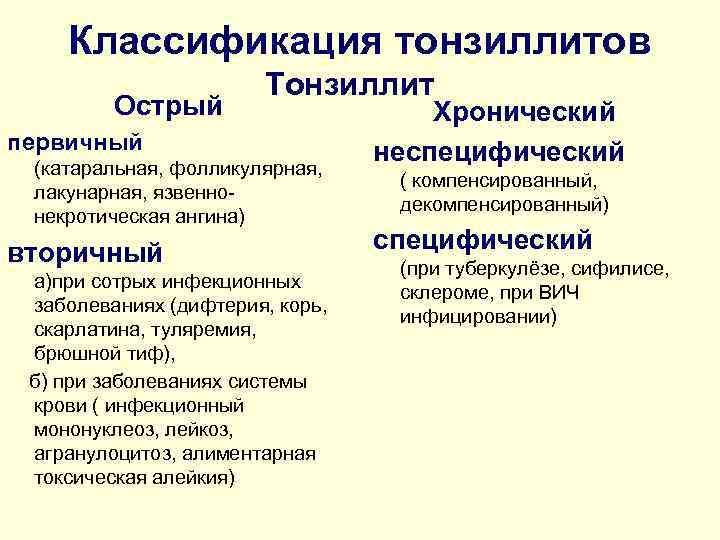 Классификация тонзиллитов
Тонзиллит
Острый
первичный
(катаральная, фолликулярная,
лакунарная, язвенно-
некротическая ангина)
вторичный
а)при сотрых инфекционных
заболеваниях (дифтерия, корь,
скарлатина, туляремия,
брюшной тиф),
б) при заболеваниях системы
крови ( инфекционный
мононуклеоз, лейкоз,
агранулоцитоз, алиментарная
токсическая алейкия)
Хронический
неспецифический
( компенсированный,
декомпенсированный)
специфический
(при туберкулёзе, сифилисе,
склероме, при ВИЧ
инфицировании)